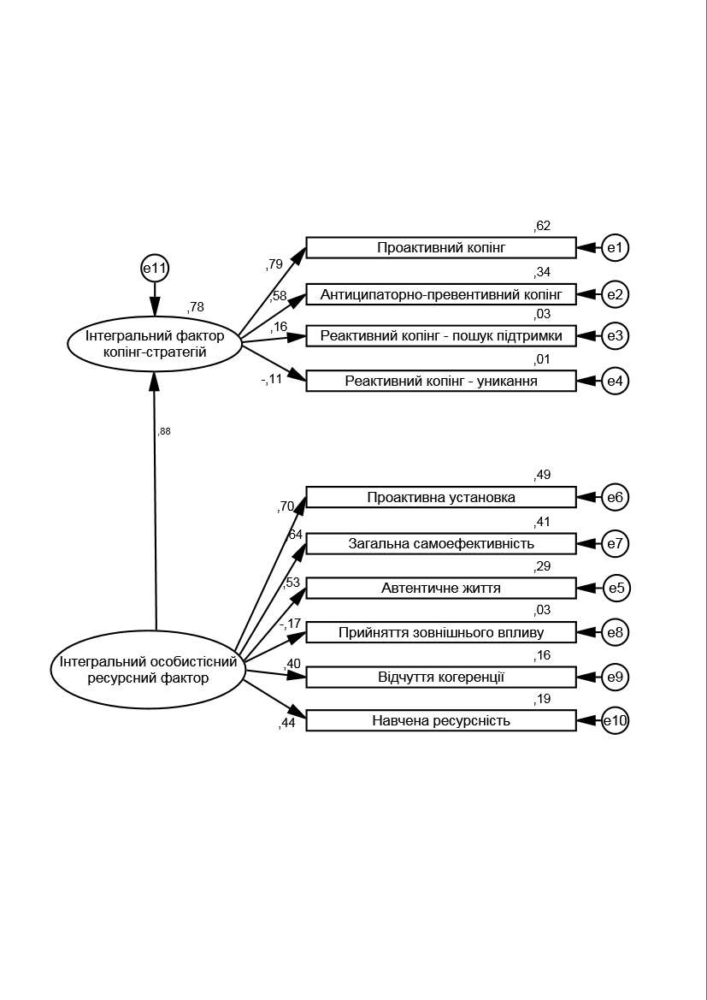 ,62
Проактивний копінг
e1
,79
e11
,34
,58
Антиципаторно-превентивний копінг
e2
,78
,03
,16
Інтегральний фактор
копінг-стратегій
Реактивний копінг - пошук підтримки
e3
,01
-,11
Реактивний копінг - уникання
e4
,88
,49
,70
Проактивна установка
e6
,41
,64
Загальна самоефективність
e7
,29
,53
Автентичне життя
e5
,03
-,17
Прийняття зовнішнього впливу
e8
Інтегральний особистісний
ресурсний фактор
,16
,40
Відчуття когеренції
e9
,19
,44
Навчена ресурсність
e10